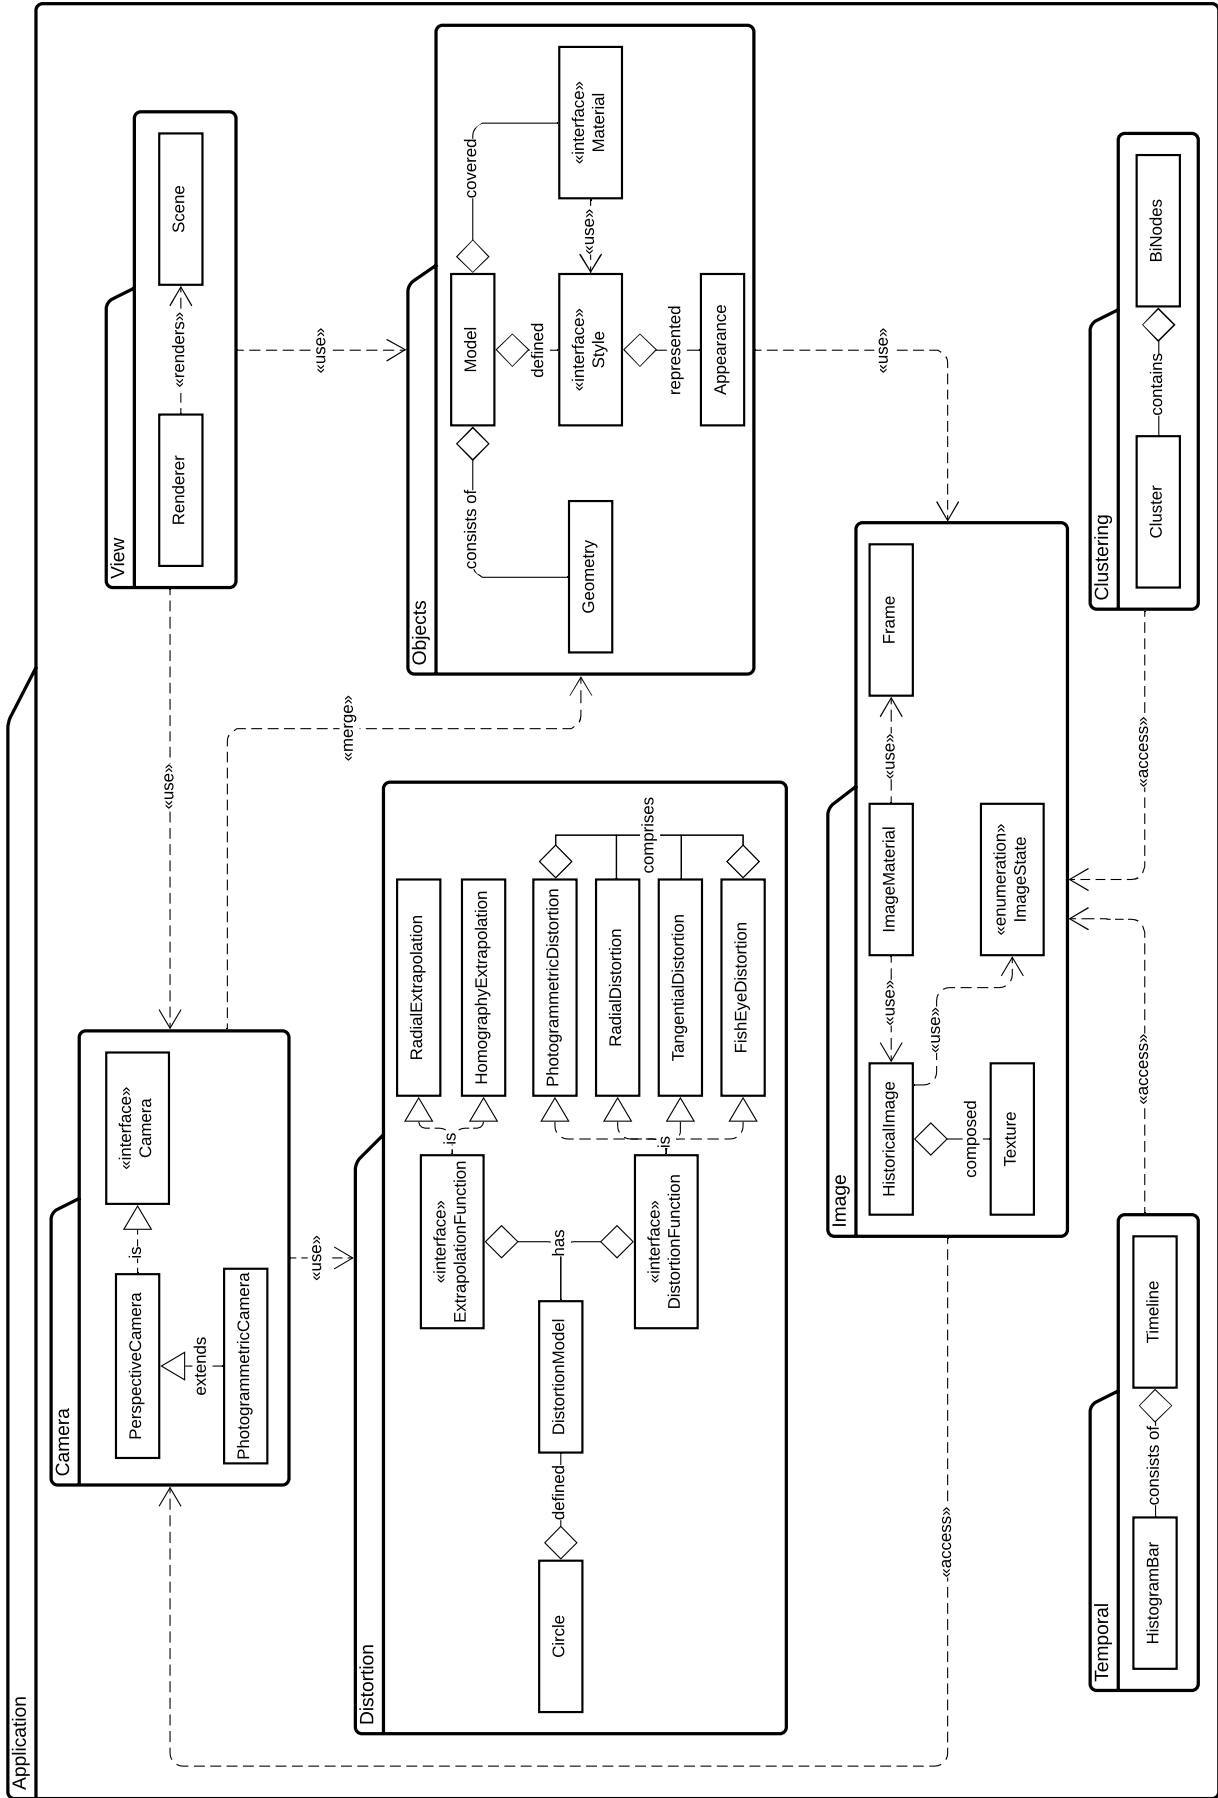 Application
Camera
PerspectiveCamera
is
«interface»
Camera
extends
PhotogrammetricCamera
«use»
«use»
«merge»
View
Renderer
«renders»
Scene
«use»
Distortion
Circle
defined
DistortionModel
has
«interface»
ExtrapolationFunction
«interface»
DistortionFunction
is
is
RadialExtrapolation
HomographyExtrapolation
PhotogrammetricDistortion
RadialDistortion
TangentialDistortion
FishEyeDistortion
comprises
Objects
Geometry
consists of
Model
covered
«interface»
Material
defined
«interface»
Style
«use»
represented
Appearance
«use»
«access»
Image
HistoricalImage
«use»
ImageMaterial
«use»
Frame
«use»
composed
Texture
«enumeration»
ImageState
«access»
«access»
Temporal
HistogramBar
consists of
Timeline
Clustering
Cluster
contains
BiNodes